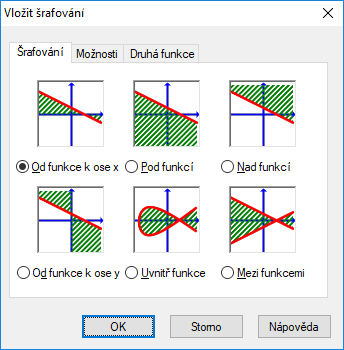 Vložit šrafování
Šrafování Možnosti Druhá funkce
Od funkce k ose x Pod funkcí Nad funkcí
Od funkce k ose y Uvnitř funkce Mezi funkcemi
OK Storno Nápověda